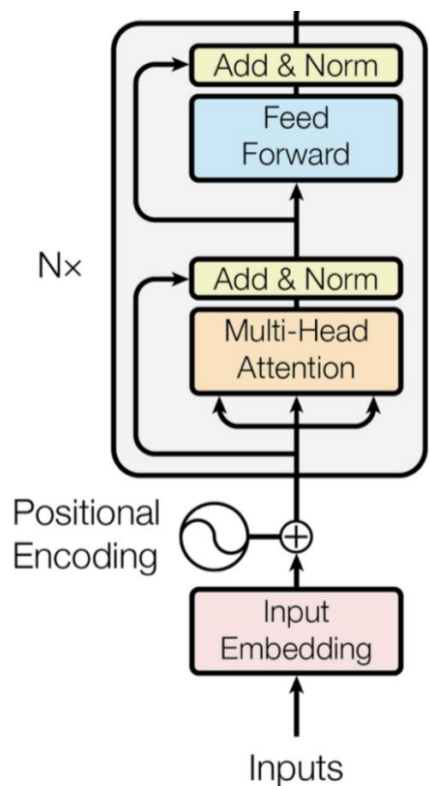 Add & Norm
Feed
Forward
N×
Add & Norm
Multi-Head
Attention
Positional
Encoding
Input
Embedding
Inputs